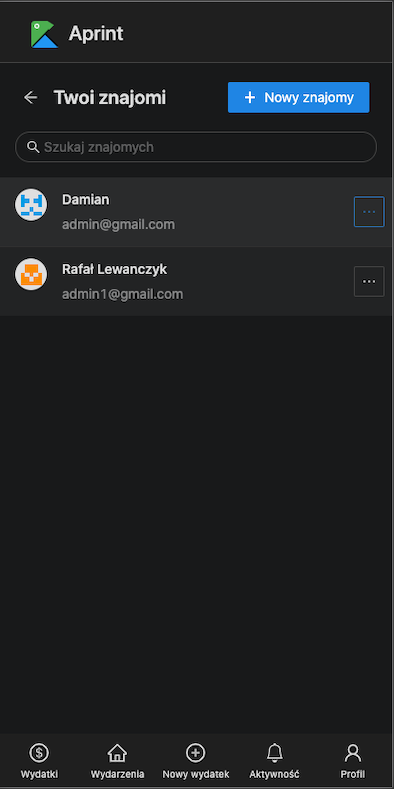 Aprint
Twoi znajomi
Nowy znajomy
Szukaj znajomych
Damian
admin@gmail.com
Rafał Lewanczyk
admin1@gmail.com
Wydatki
Wydarzenia
Nowy wydatek
Aktywność
Profil